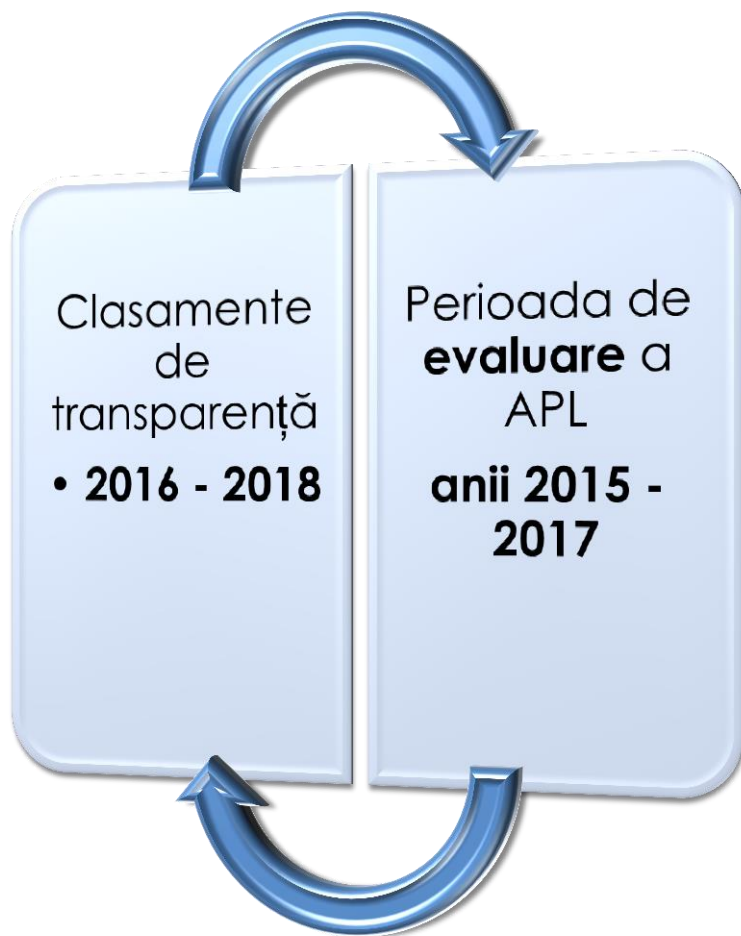 Clasamente
de
transparență
• 2016 - 2018
Perioada de
evaluare a
APL
anii 2015 -
2017